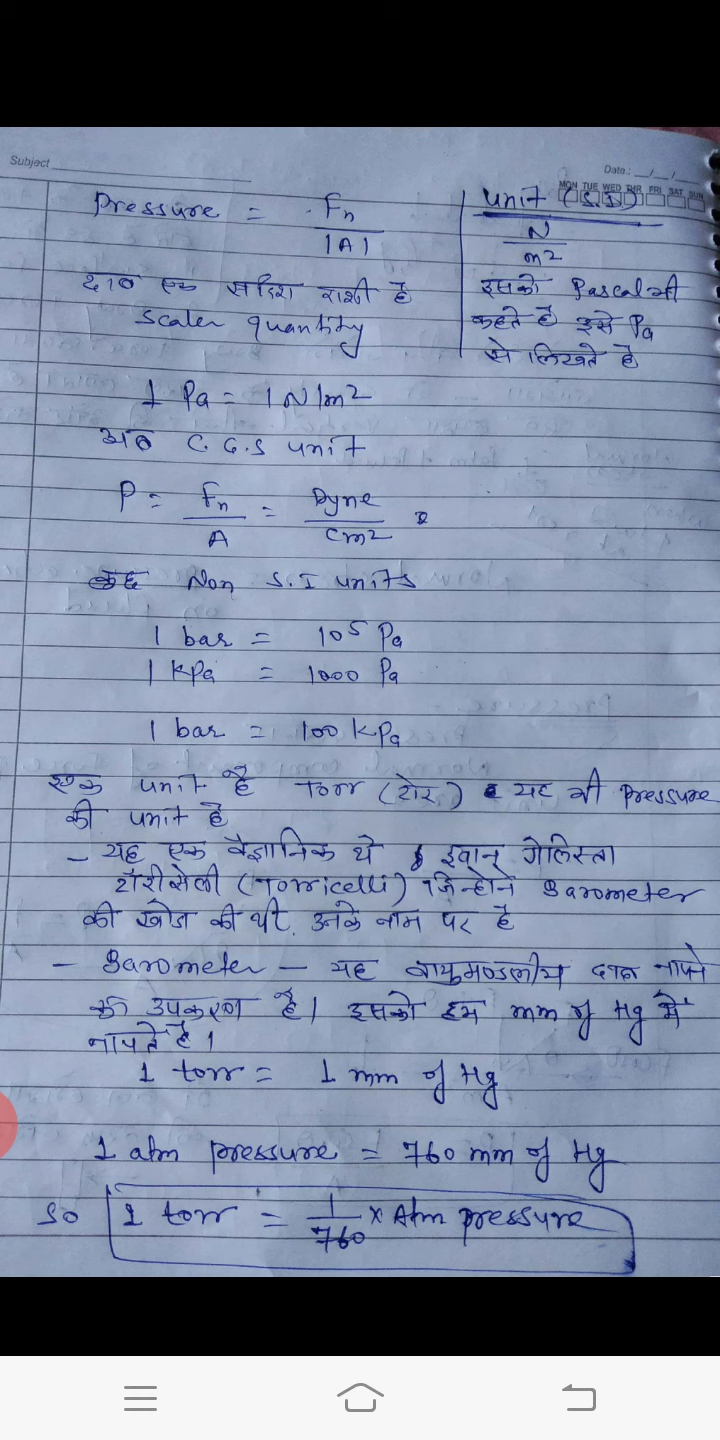 Subject
Date: __/__/__
MON TUE WED THR FRI SAT SUN
Pressure = Fn / |A|
दाब एक सदिश राशी है
Scaler quantity
unit (S.I)
N / m2
इसको Pascal भी
कहते है इसे Pa
से लिखते है
1 Pa = 1 N/m2
अब C.G.S unit
P = Fn / A = Dyne / Cm2
कुछ Non S.I units
1 bar = 10^5 Pa
1 KPa = 1000 Pa
1 bar = 100 kPa
एक unit है Torr (टोर) यह भी pressure
की unit है
- यह एक वैज्ञानिक थे इवान् गेलिस्ता
टॉरीसेली (Torricelli) जिन्होने Barometer
की खोज की थी. उनके नाम पर है
- Barometer - यह वायुमण्डलीय दाब नापने
का उपकरण है। इसको हम mm of Hg में
नापते है।
1 torr = 1 mm of Hg
1 atm pressure = 760 mm of Hg
so 1 torr = 1/760 x Atm pressure